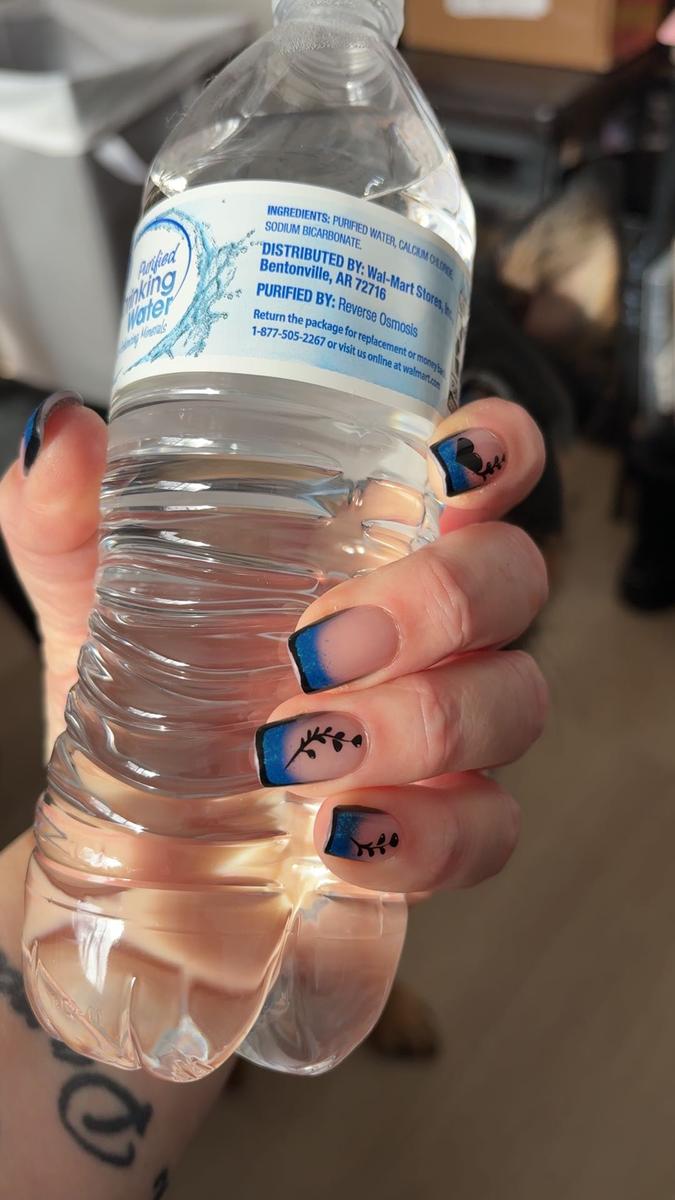 Purified
Drinking
Water
INGREDIENTS: PURIFIED WATER, CALCIUM CHLORIDE,
SODIUM BICARBONATE.
DISTRIBUTED BY: Wal-Mart Stores, Inc.,
Bentonville, AR 72716
PURIFIED BY: Reverse Osmosis
Return the package for replacement or money
1-877-505-2267 or visit us online at walmart.com